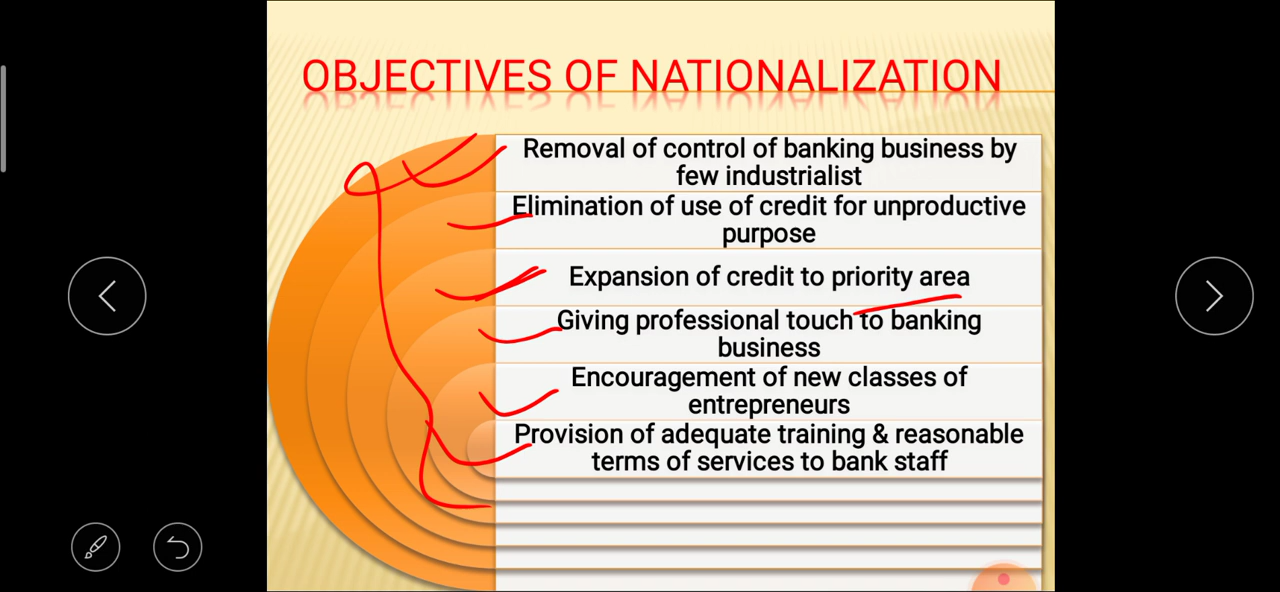 OBJECTIVES OF NATIONALIZATION
Removal of control of banking business by
few industrialist
Elimination of use of credit for unproductive
purpose
Expansion of credit to priority area
Giving professional touch to banking
business
Encouragement of new classes of
entrepreneurs
Provision of adequate training & reasonable
terms of services to bank staff